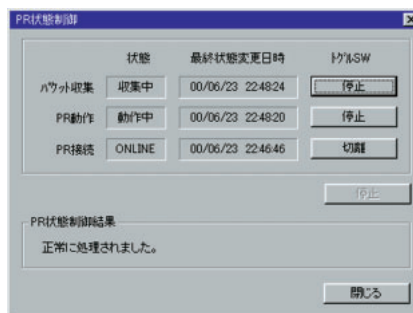 PR状態制御
状態 最終状態変更日時 ﾄｸﾞﾙSW
パケット収集 収集中 00/06/23 22:48:24 停止
PR動作 動作中 00/06/23 22:48:20 停止
PR接続 ONLINE 00/06/23 22:46:46 切離
停止
PR状態制御結果
正常に処理されました。
閉じる